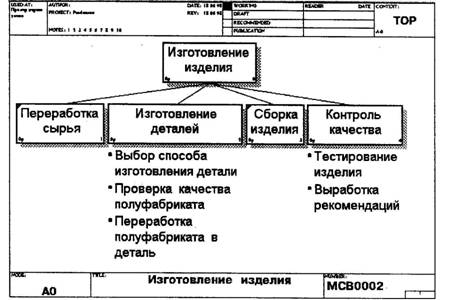 USED AT:
AUTHOR:
DATE:
WORKING
READER
DATE
CONTEXT:
PROJECT:
REV:
DRAFT
RECOMMENDED
TOP
NOTES: 1 2 3 4 5 6 7 8 9 10
PUBLICATION
A-0
Изготовление
изделия
Переработка
сырья
Изготовление
деталей
Сборка
изделия
Контроль
качества
• Выбор способа
изготовления детали
• Проверка качества
полуфабриката
• Переработка
полуфабриката в
деталь
• Тестирование
изделия
• Выработка
рекомендаций
NODE:
A0
TITLE:
Изготовление изделия
NUMBER:
MCB0002